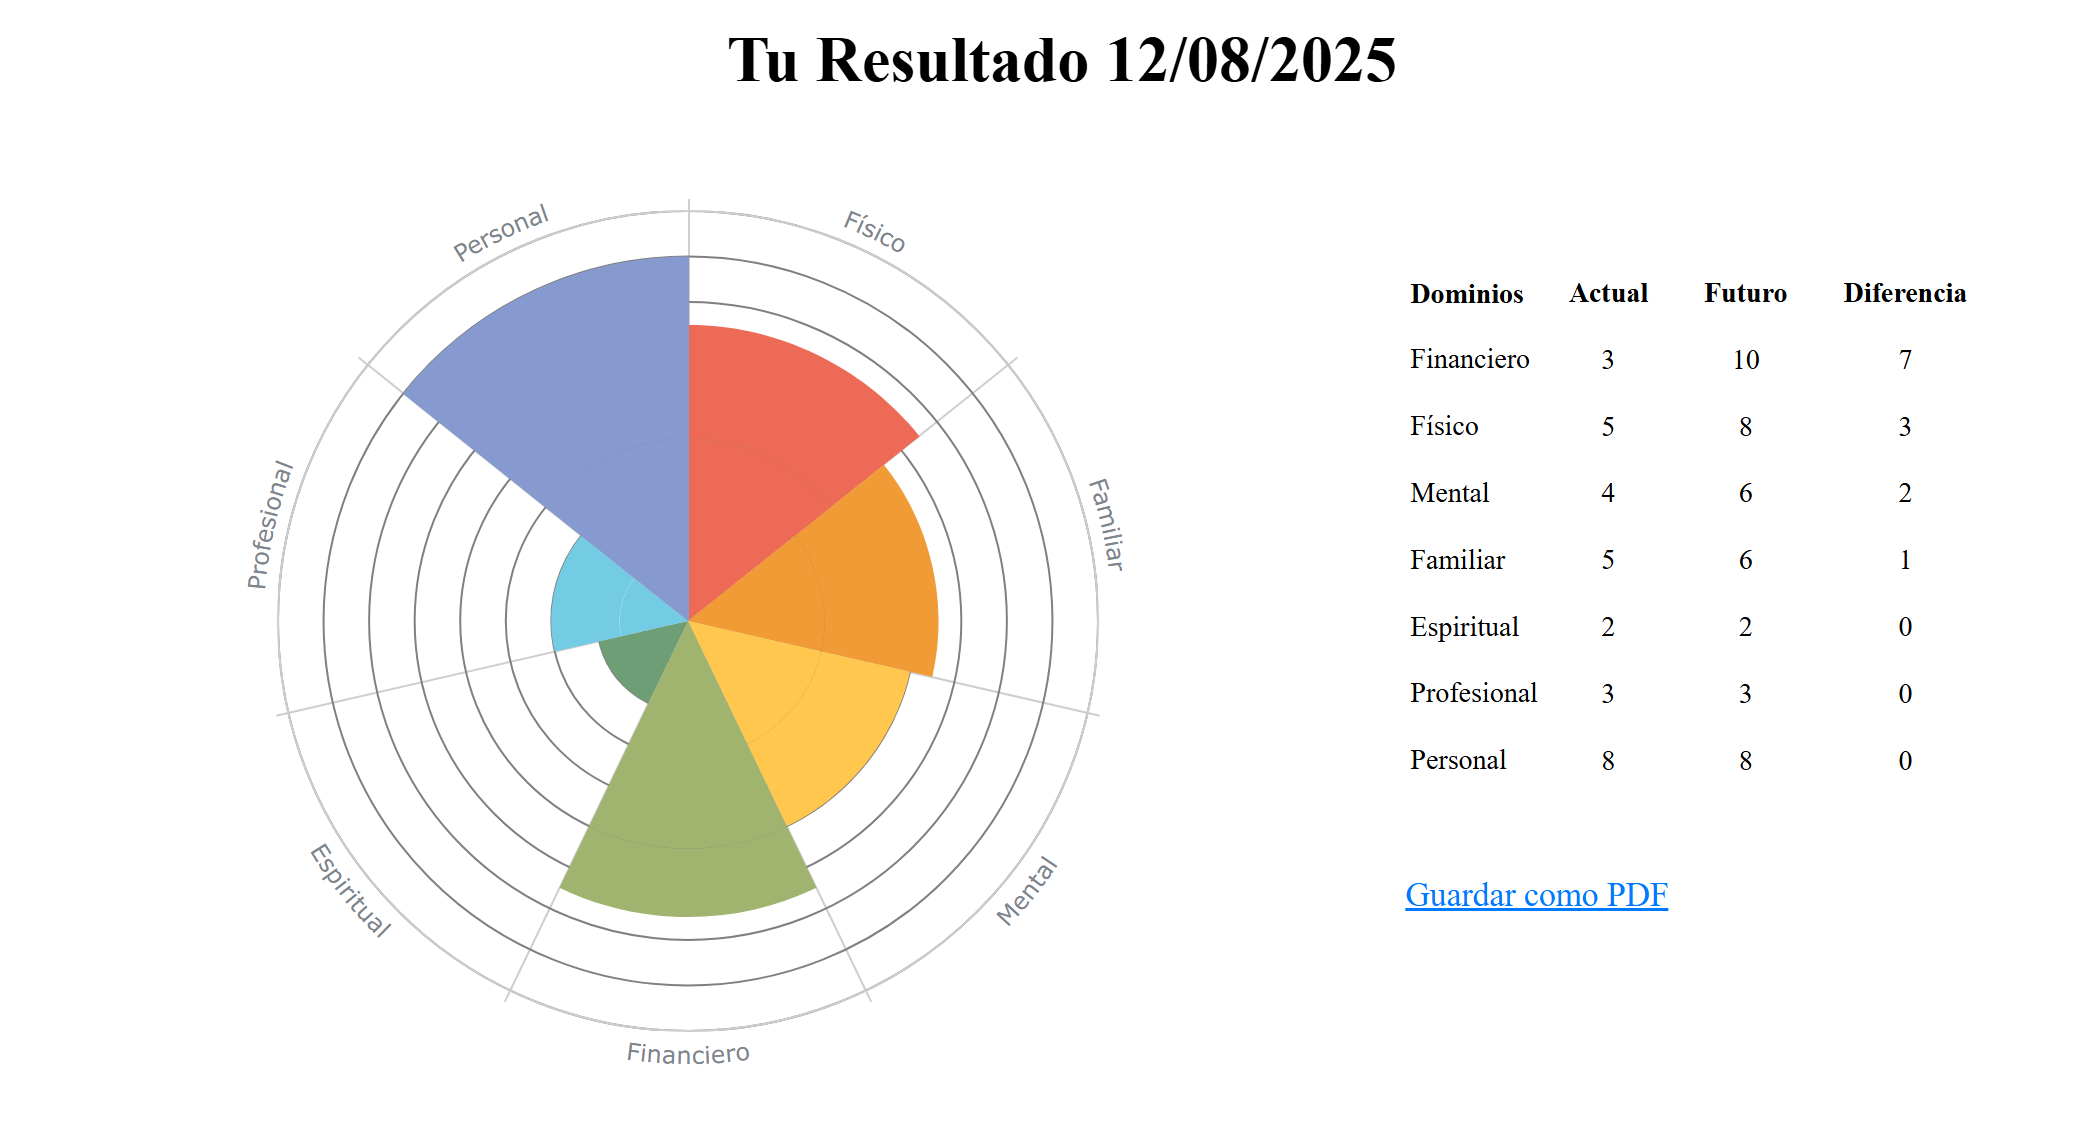 Tu Resultado 12/08/2025
Personal
Físico
Profesional
Familiar
Espiritual
Mental
Financiero
Dominios Actual Futuro Diferencia
Financiero 3 10 7
Físico 5 8 3
Mental 4 6 2
Familiar 5 6 1
Espiritual 2 2 0
Profesional 3 3 0
Personal 8 8 0
Guardar como PDF